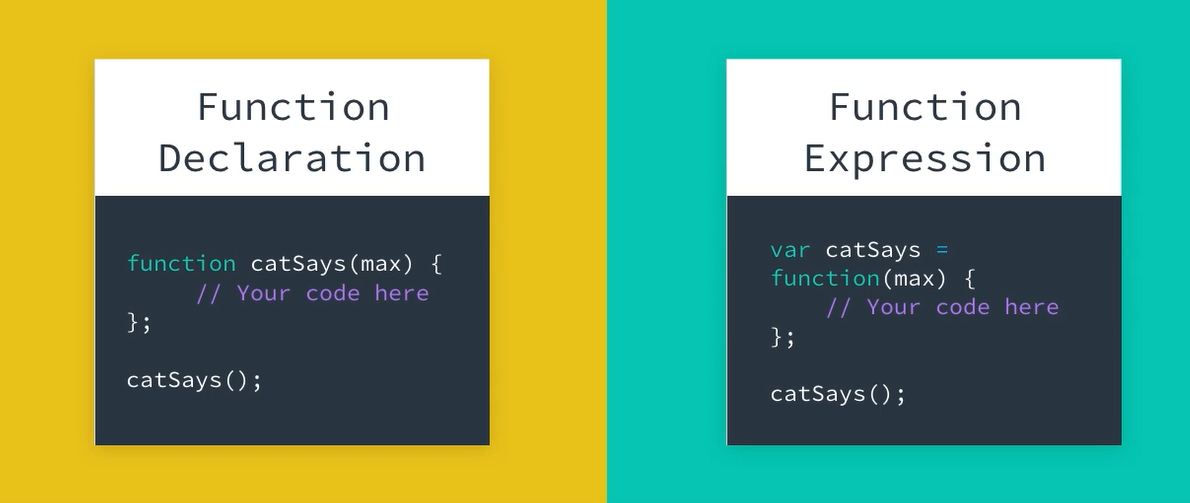 Function
Declaration
function catSays(max) {
     // Your code here
};
catSays();
Function
Expression
var catSays =
function(max) {
    // Your code here
};
catSays();